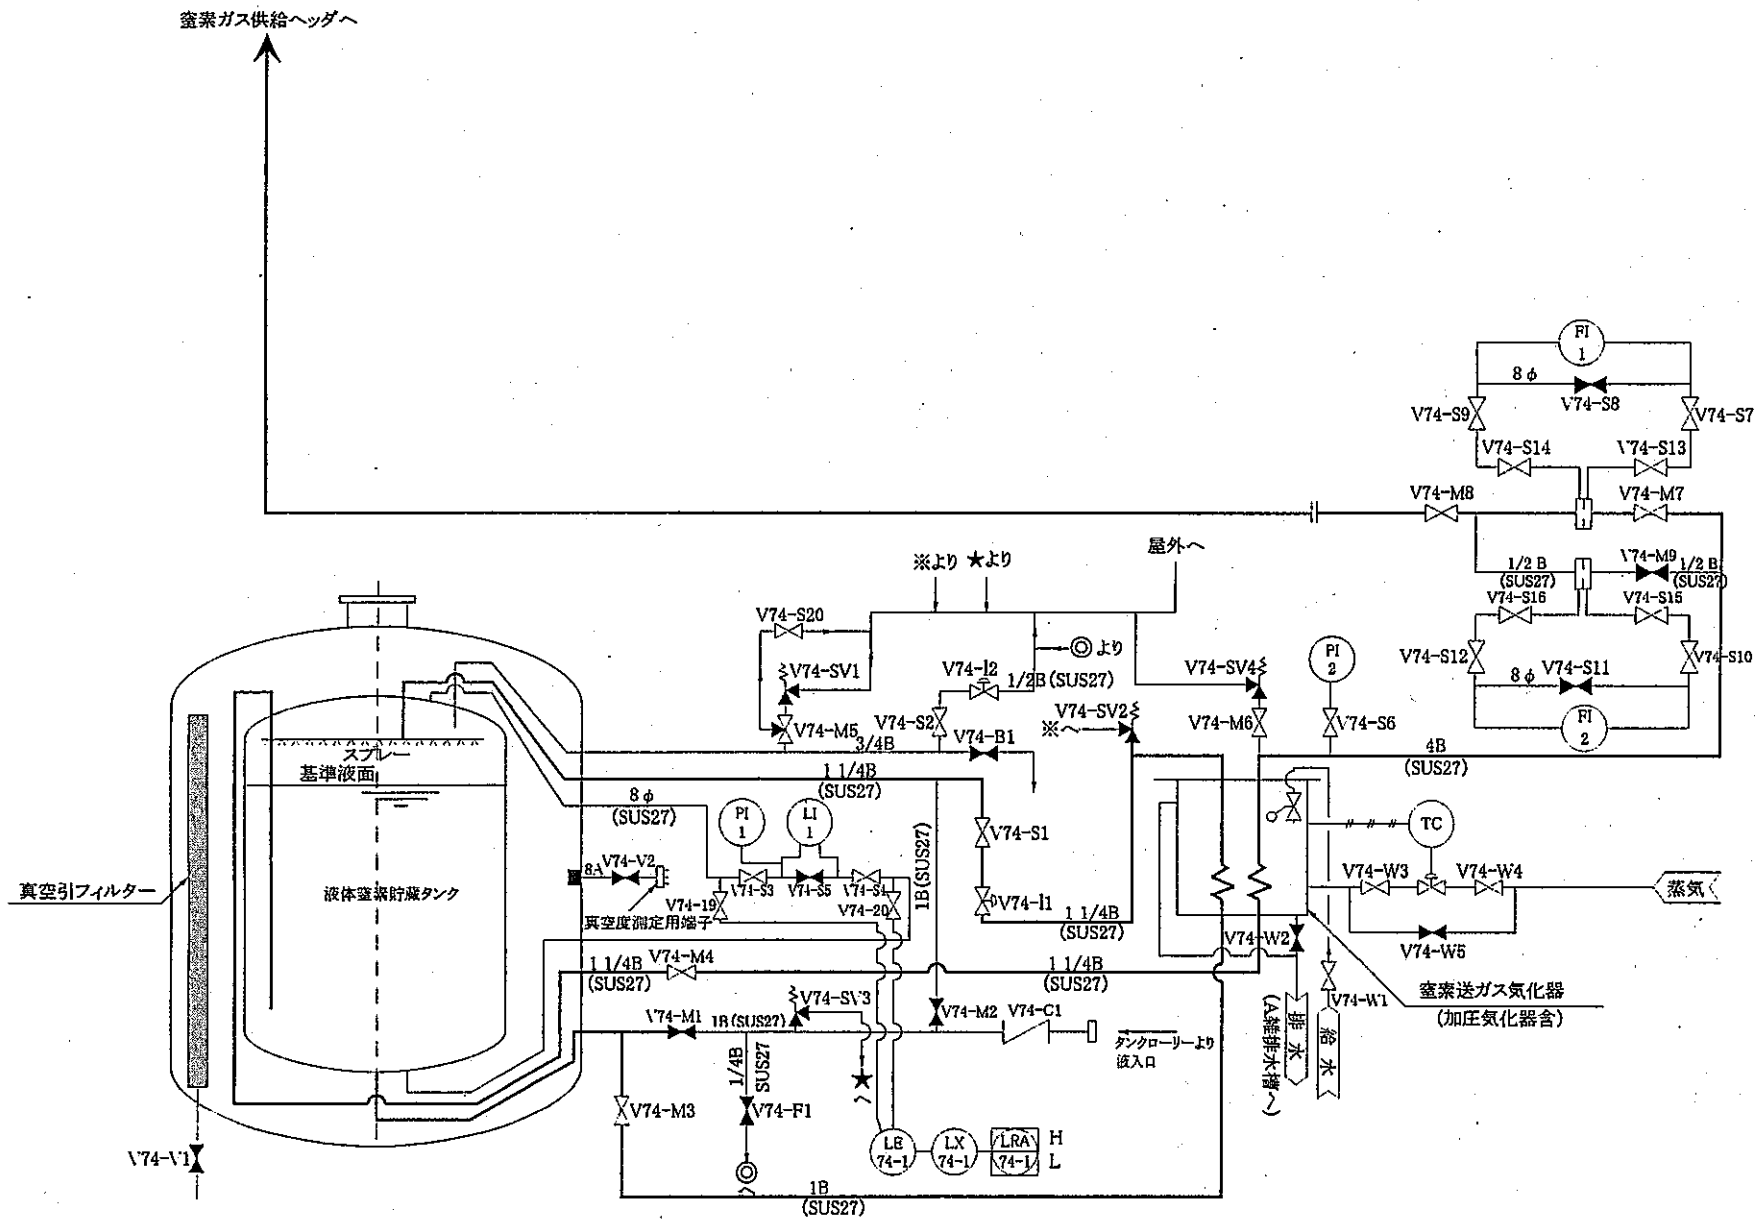 窒素ガス供給ヘッダへ
FI
1
8φ
V74-S8
V74-S9
V74-S7
V74-S14
V74-S13
V74-M8
V74-M7
屋外へ
※より
★より
V74-M9
1/2 B
(SUS27)
1/2 B
(SUS27)
V74-S16
V74-S15
V74-S20
◎より
PI
2
V74-S12
V74-S11
V74-S10
8φ
V74-SV1
V74-I2
1/2B (SUS27)
V74-SV4
V74-SV2
※へ
V74-M5
V74-S2
V74-M6
V74-S6
FI
2
3/4B
V74-B1
スプレー
基準液面
1 1/4B
(SUS27)
4B
(SUS27)
8φ
(SUS27)
PI
1
LI
1
V74-S1
TC
1B (SUS27)
8A
V74-V2
V74-S3
V74-S5
V74-S4
V74-W3
V74-W4
蒸気
真空引フィルター
液体窒素貯蔵タンク
V74-19
V74-20
V74-I1
真空度測定用端子
1 1/4B
(SUS27)
V74-W2
V74-W5
V74-M4
1 1/4B
(SUS27)
1 1/4B
(SUS27)
V74-SV3
V74-W1
窒素送ガス気化器
(加圧気化器含)
V74-M1
1B (SUS27)
V74-M2
V74-C1
タンクローリーより
液入口
排水
(A雑排水槽へ)
給水
1/4B
SUS27
★へ
V74-M3
V74-F1
◎へ
LE
74-1
LX
74-1
LRA
74-1
H
L
V74-V1
1B
(SUS27)